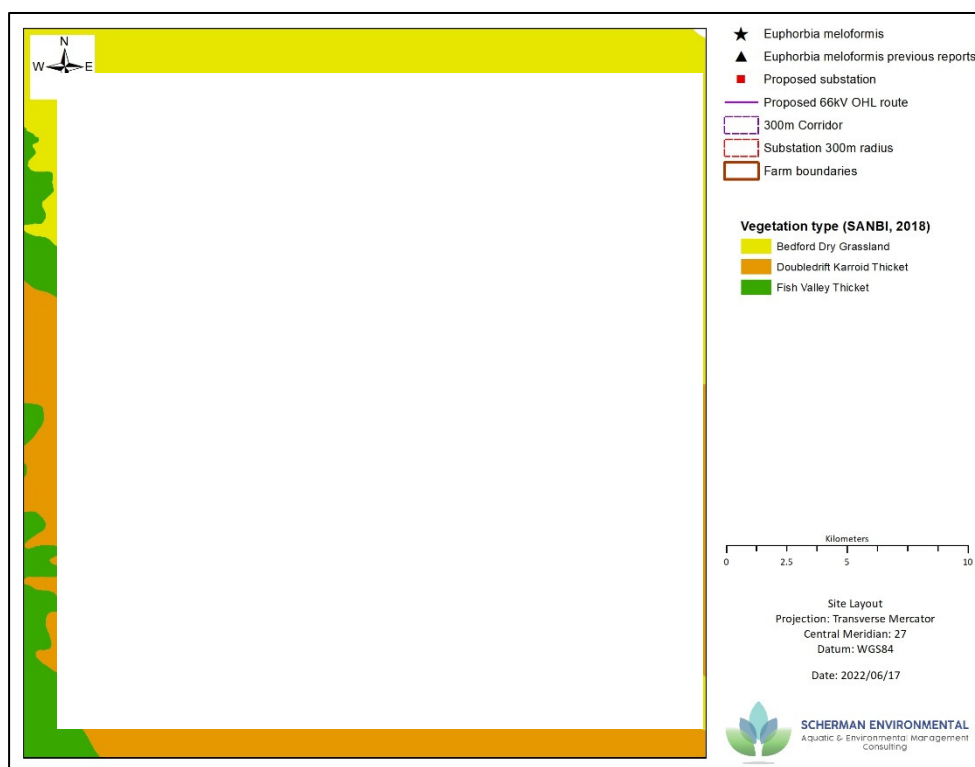 N
W E
Euphorbia meloformis
Euphorbia meloformis previous reports
Proposed substation
Proposed 66kV OHL route
300m Corridor
Substation 300m radius
Farm boundaries
Vegetation type (SANBI, 2018)
Bedford Dry Grassland
Doubledrift Karroid Thicket
Fish Valley Thicket
Kilometers
0 2.5 5 10
Site Layout
Projection: Transverse Mercator
Central Meridian: 27
Datum: WGS84
Date: 2022/06/17
SCHERMAN ENVIRONMENTAL
Aquatic & Environmental Management
Consulting